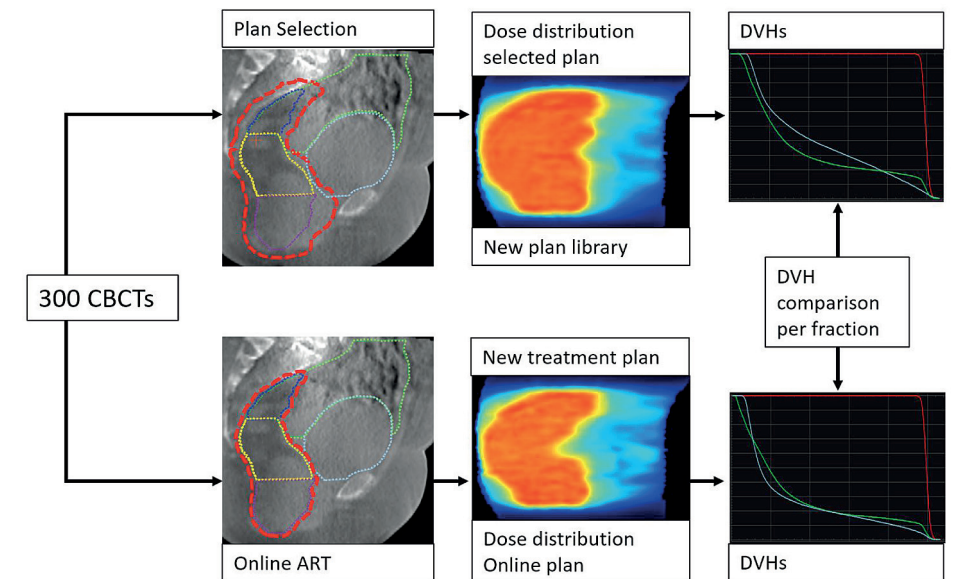 Plan Selection
Dose distribution
selected plan
DVHs
New plan library
300 CBCTs
DVH
comparison
per fraction
New treatment plan
Online ART
Dose distribution
Online plan
DVHs